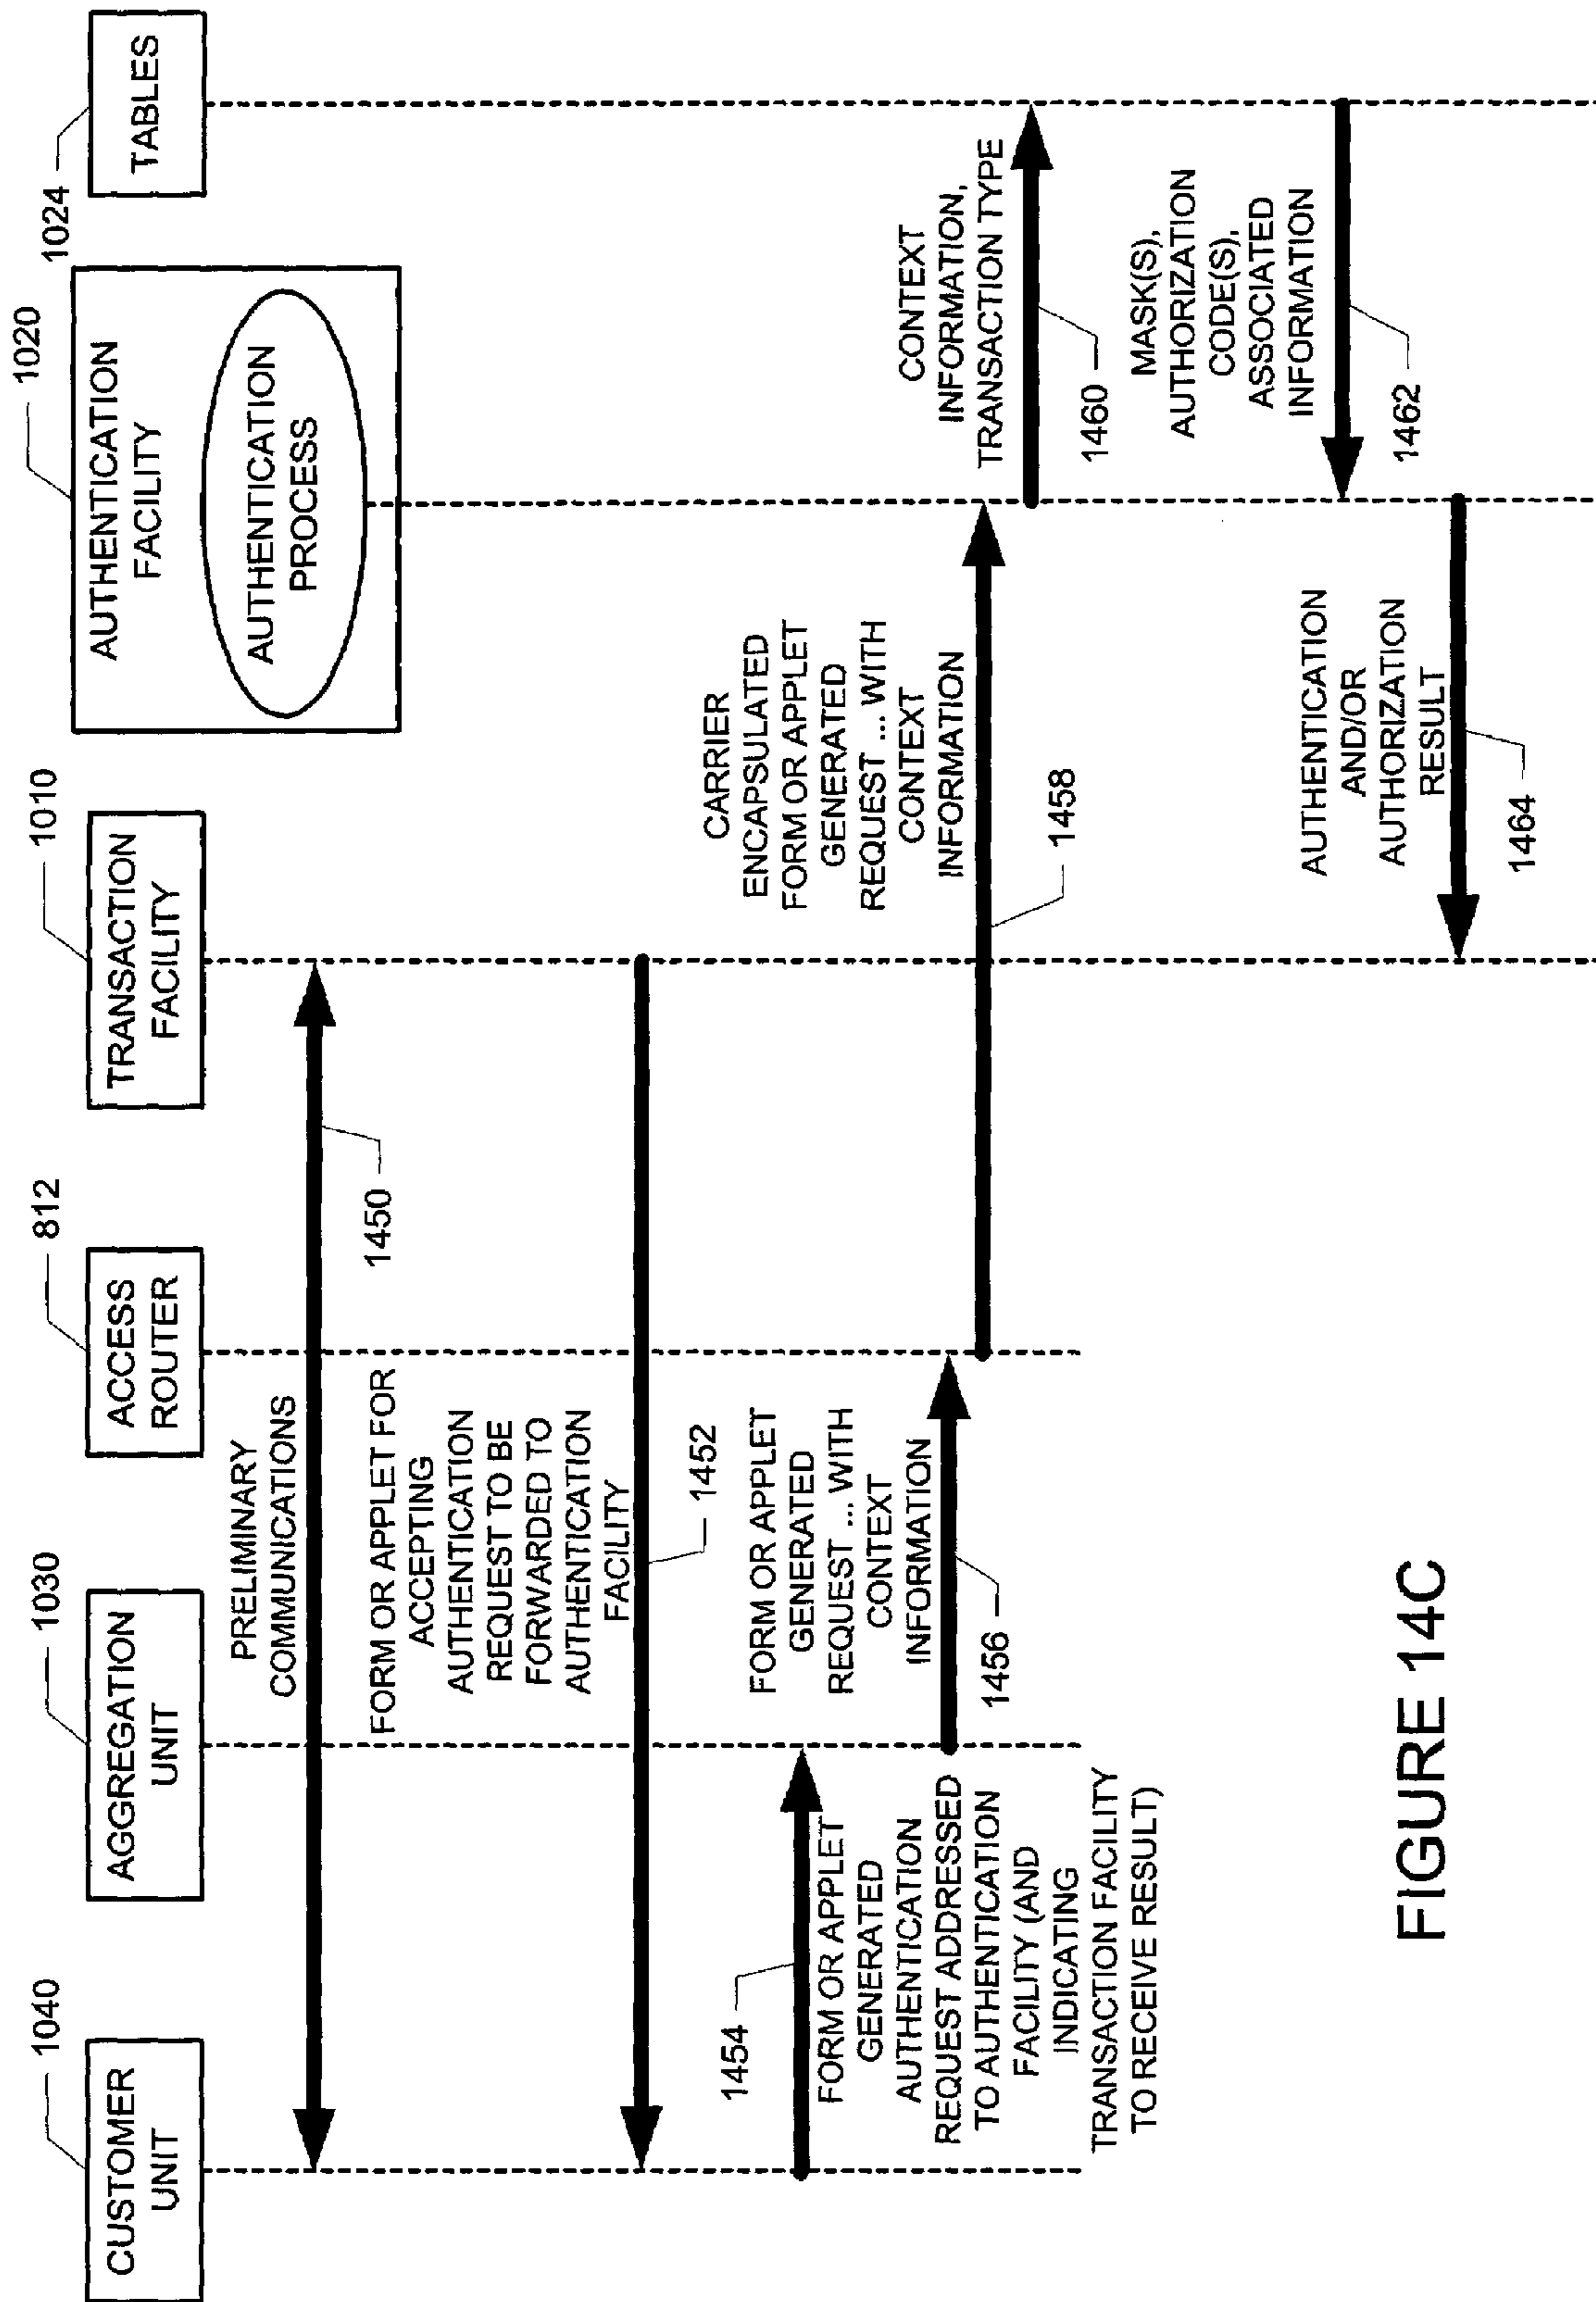 1040
CUSTOMER
UNIT
1030
AGGREGATION
UNIT
812
ACCESS
ROUTER
1010
TRANSACTION
FACILITY
1020
AUTHENTICATION
FACILITY
AUTHENTICATION
PROCESS
1024
TABLES
PRELIMINARY
COMMUNICATIONS
1450
FORM OR APPLET FOR
ACCEPTING
AUTHENTICATION
REQUEST TO BE
FORWARDED TO
AUTHENTICATION
FACILITY
1452
1454
FORM OR APPLET
GENERATED
AUTHENTICATION
REQUEST ADDRESSED
TO AUTHENTICATION
FACILITY (AND
INDICATING
TRANSACTION FACILITY
TO RECEIVE RESULT)
FORM OR APPLET
GENERATED
REQUEST ... WITH
CONTEXT
INFORMATION
1456
CARRIER
ENCAPSULATED
FORM OR APPLET
GENERATED
REQUEST ... WITH
CONTEXT
INFORMATION
1458
CONTEXT
INFORMATION,
TRANSACTION TYPE
1460
MASK(S),
AUTHORIZATION
CODE(S),
ASSOCIATED
INFORMATION
1462
AUTHENTICATION
AND/OR
AUTHORIZATION
RESULT
1464
FIGURE 14C